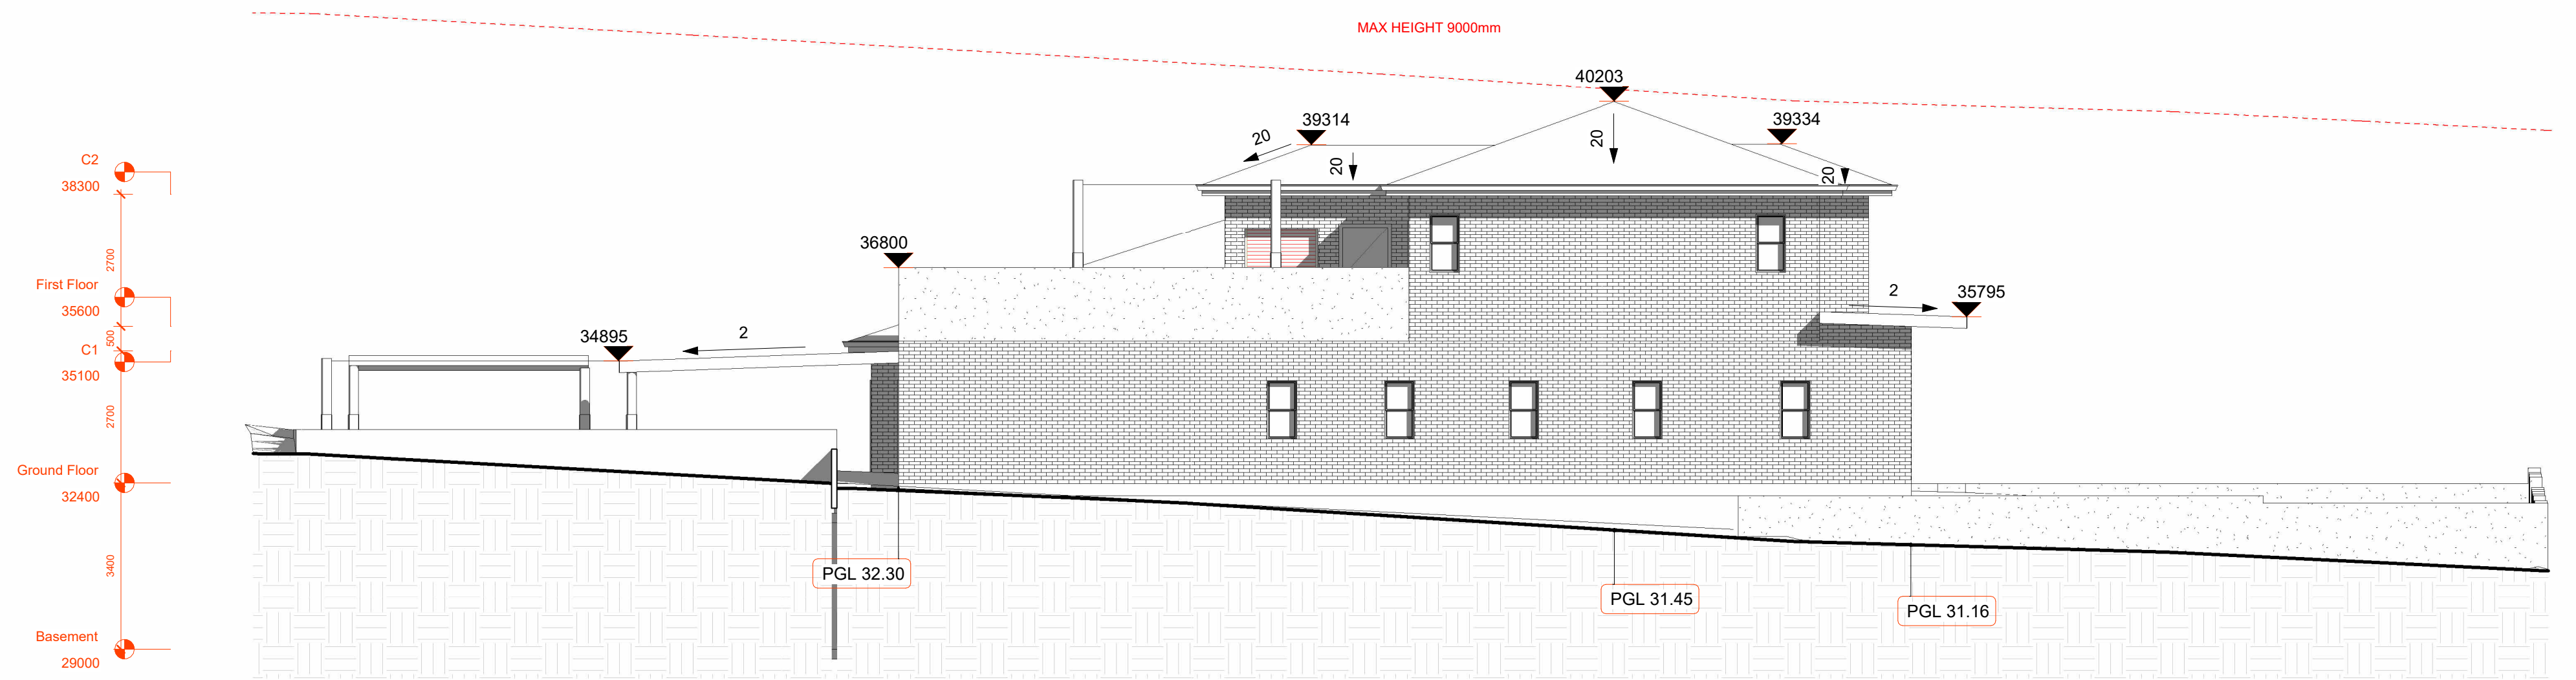 MAX HEIGHT 9000mm
40203
39314
39334
20
20
20
20
C2
38300
36800
2700
First Floor
35600
2
35795
34895
2
500
C1
35100
2700
Ground Floor
32400
3400
PGL 32.30
PGL 31.45
PGL 31.16
Basement
29000